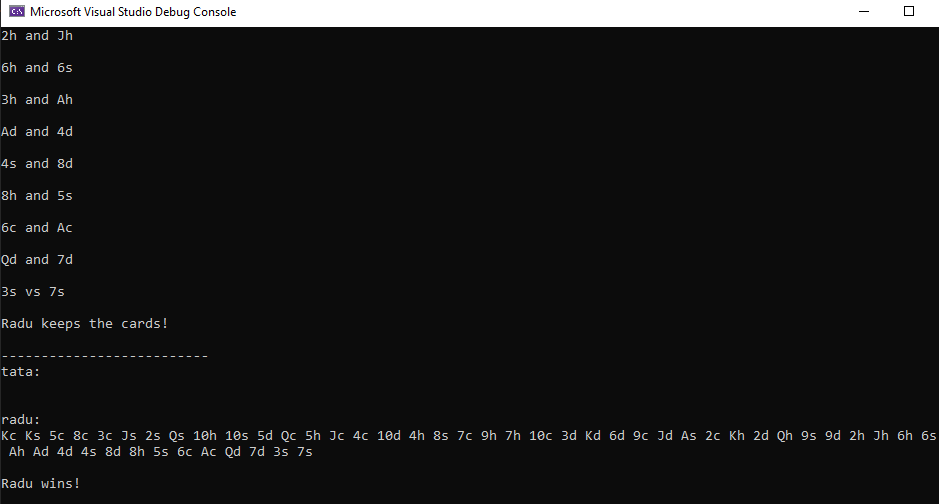 C:\ Microsoft Visual Studio Debug Console
2h and Jh
6h and 6s
3h and Ah
Ad and 4d
4s and 8d
8h and 5s
6c and Ac
Qd and 7d
3s vs 7s
Radu keeps the cards!
--------------------------
tata:
radu:
Kc Ks 5c 8c 3c Js 2s Qs 10h 10s 5d Qc 5h Jc 4c 10d 4h 8s 7c 9h 7h 10c 3d Kd 6d 9c Jd As 2c Kh 2d Qh 9s 9d 2h Jh 6h 6s
Ah Ad 4d 4s 8d 8h 5s 6c Ac Qd 7d 3s 7s
Radu wins!